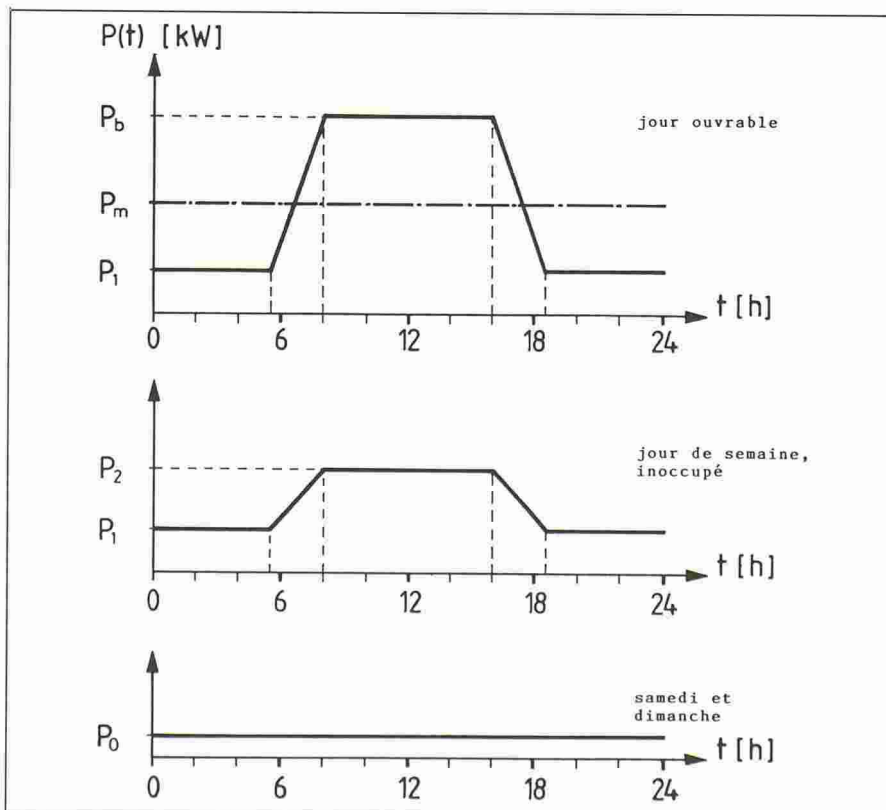 P(t) [kW]
P_b
jour ouvrable
P_m
P_1
t [h]
0 6 12 18 24
P_2
jour de semaine,
inoccupé
P_1
t [h]
0 6 12 18 24
samedi et
dimanche
P_0
t [h]
0 6 12 18 24